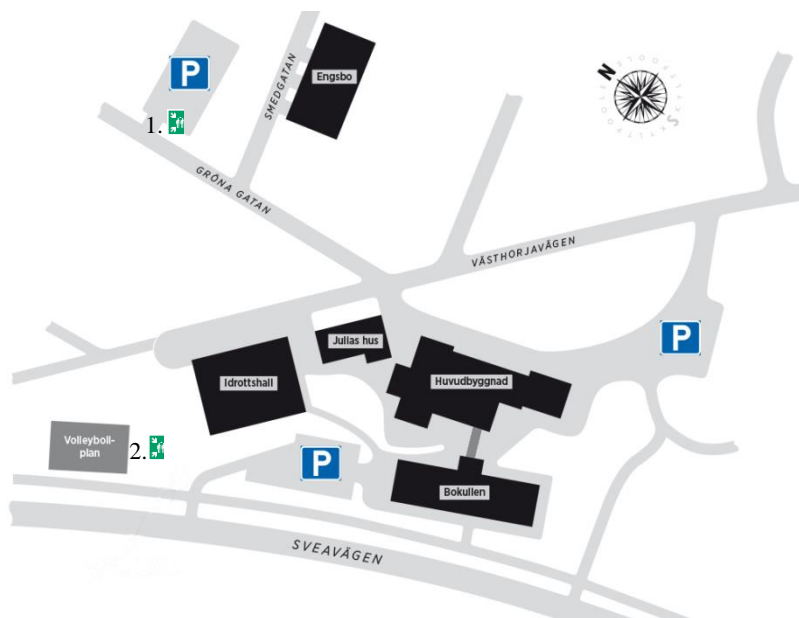 P
SMEDGATAN
Engsbo
N
S
1.
GRÖNA GATAN
VÄSTHORJAVÄGEN
Julias hus
P
Idrottshall
Huvudbyggnad
Volleyboll-
plan
2.
P
Bokullen
SVEAVÄGEN